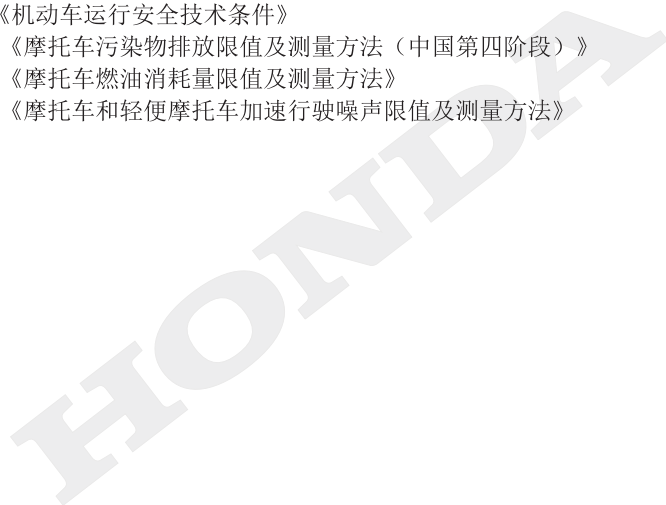 《机动车运行安全技术条件》
《摩托车污染物排放限值及测量方法（中国第四阶段）》
《摩托车燃油消耗量限值及测量方法》
《摩托车和轻便摩托车加速行驶噪声限值及测量方法》
HONDA